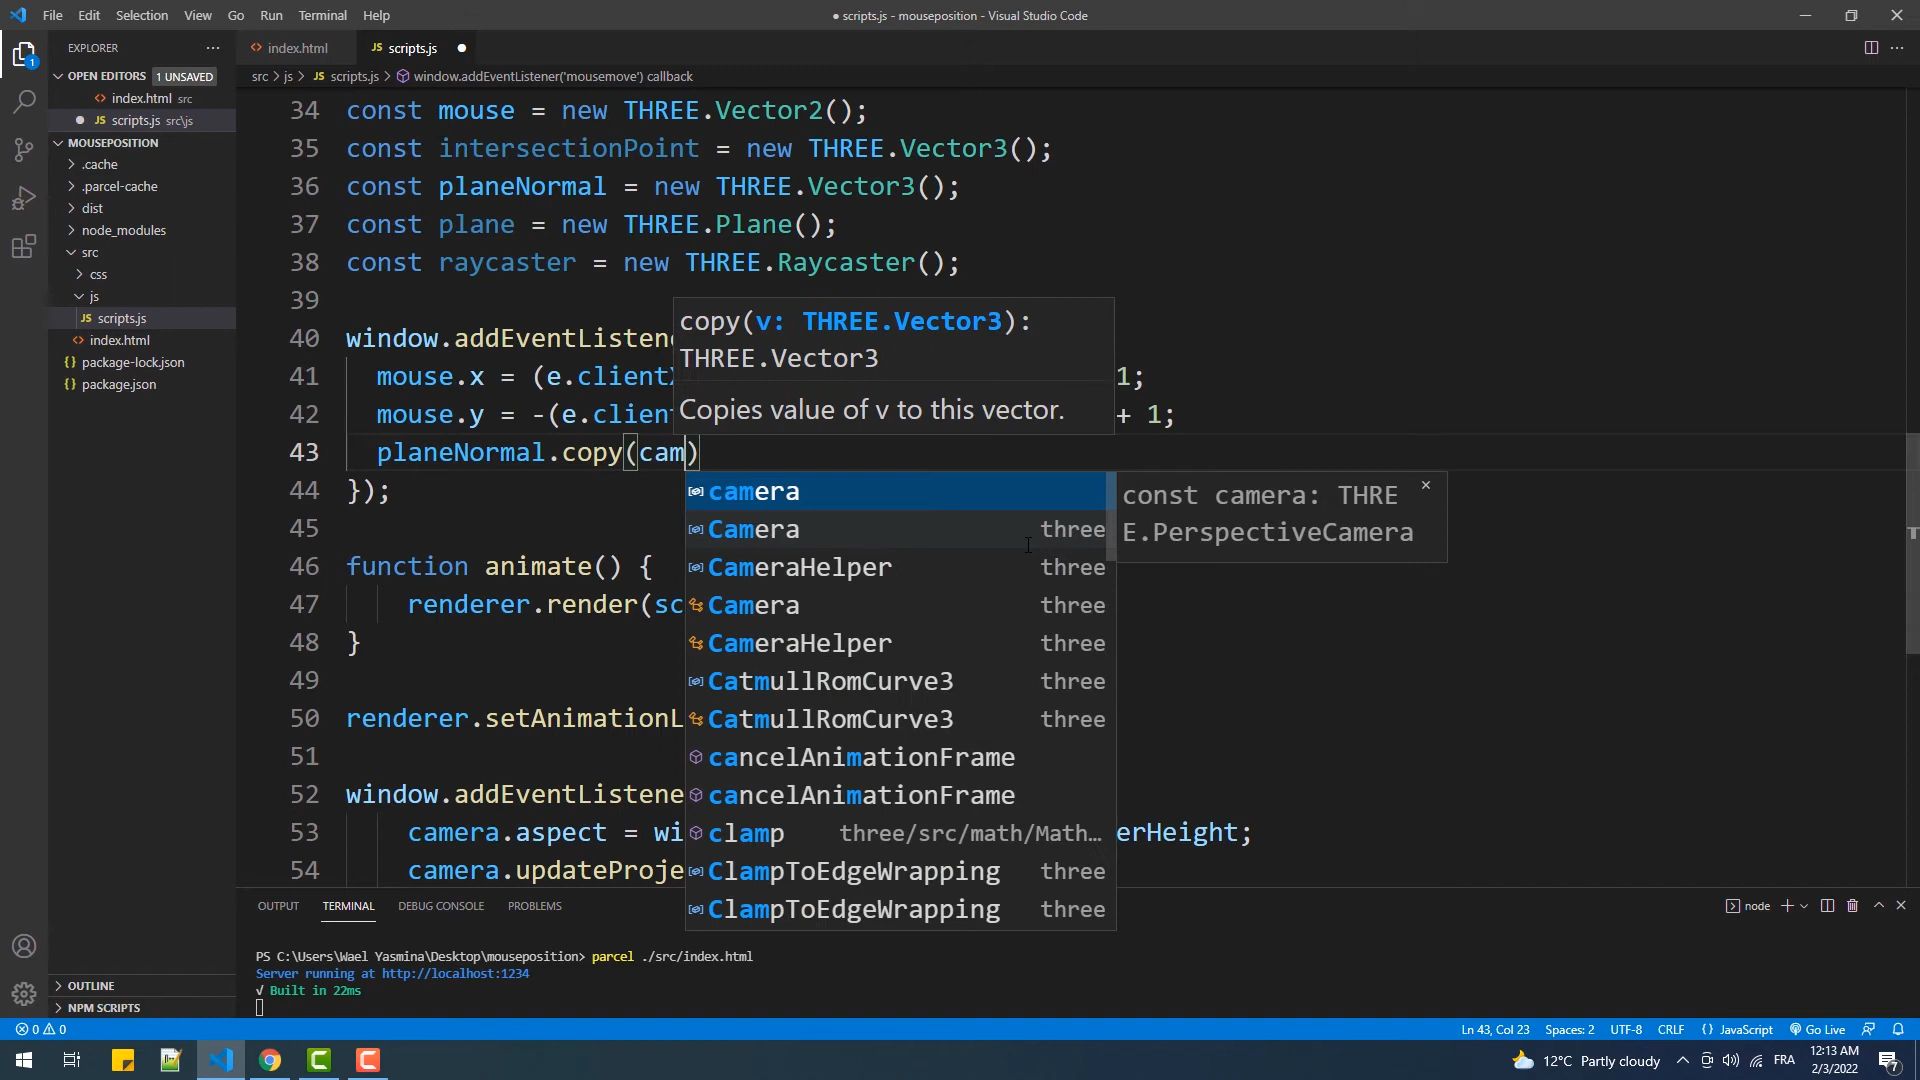 File Edit Selection View Go Run Terminal Help
● scripts.js - mouseposition - Visual Studio Code
EXPLORER
OPEN EDITORS 1 UNSAVED
index.html src
scripts.js src\js
MOUSEPOSITION
.cache
.parcel-cache
dist
node_modules
src
css
js
scripts.js
index.html
package-lock.json
package.json
OUTLINE
NPM SCRIPTS
index.html
JS scripts.js
src > js > JS scripts.js > window.addEventListener('mousemove') callback
34 const mouse = new THREE.Vector2();
35 const intersectionPoint = new THREE.Vector3();
36 const planeNormal = new THREE.Vector3();
37 const plane = new THREE.Plane();
38 const raycaster = new THREE.Raycaster();
39
40 window.addEventListene
41 mouse.x = (e.client 1;
42 mouse.y = -(e.client + 1;
43 planeNormal.copy(cam)
44 });
45
46 function animate() {
47 renderer.render(sc
48 }
49
50 renderer.setAnimationL
51
52 window.addEventListene
53 camera.aspect = wi erHeight;
54 camera.updateProje
copy(v: THREE.Vector3):
THREE.Vector3
Copies value of v to this vector.
camera
Camera three
CameraHelper three
Camera three
CameraHelper three
CatmullRomCurve3 three
CatmullRomCurve3 three
cancelAnimationFrame
cancelAnimationFrame
clamp three/src/math/Math…
ClampToEdgeWrapping three
ClampToEdgeWrapping three
const camera: THRE
E.PerspectiveCamera
OUTPUT TERMINAL DEBUG CONSOLE PROBLEMS
node
PS C:\Users\Wael Yasmina\Desktop\mouseposition> parcel ./src/index.html
Server running at http://localhost:1234
√ Built in 22ms
0 0
Ln 43, Col 23 Spaces: 2 UTF-8 CRLF {} JavaScript Go Live
12°C Partly cloudy
FRA
12:13 AM
2/3/2022
7